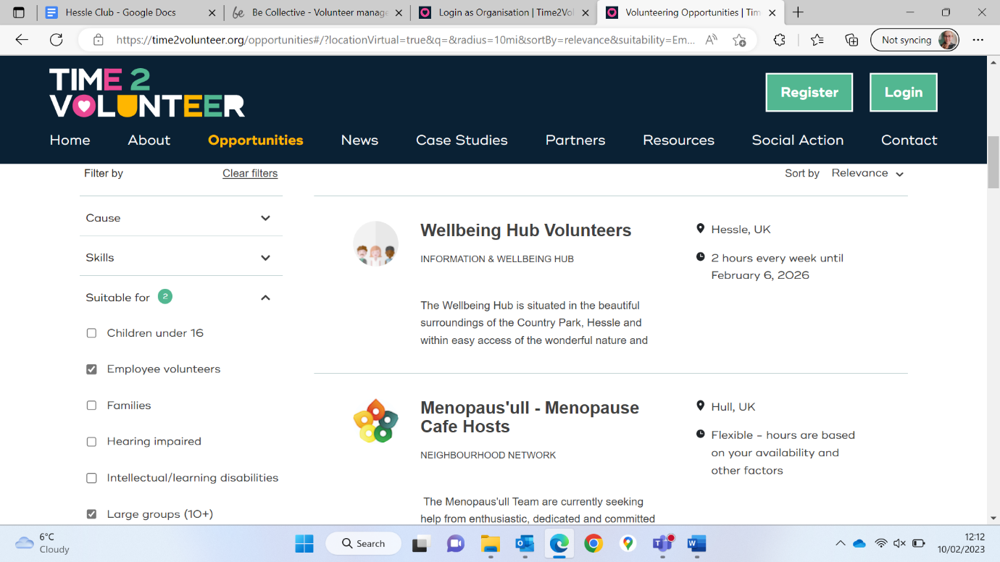 Hessle Club - Google Docs
Be Collective - Volunteer manage
Login as Organisation | Time2Vol
Volunteering Opportunities | Tim
https://time2volunteer.org/opportunities#/?locationVirtual=true&q=&radius=10mi&sortBy=relevance&suitability=Em...
Not syncing
TIME 2
VOLUNTEER
Register
Login
Home
About
Opportunities
News
Case Studies
Partners
Resources
Social Action
Contact
Filter by
Clear filters
Sort by Relevance
Cause
Skills
Suitable for 2
Children under 16
Employee volunteers
Families
Hearing impaired
Intellectual/learning disabilities
Large groups (10+)
Wellbeing Hub Volunteers
INFORMATION & WELLBEING HUB
The Wellbeing Hub is situated in the beautiful
surroundings of the Country Park, Hessle and
within easy access of the wonderful nature and
Hessle, UK
2 hours every week until
February 6, 2026
Menopaus'ull - Menopause
Cafe Hosts
NEIGHBOURHOOD NETWORK
The Menopaus'ull Team are currently seeking
help from enthusiastic, dedicated and committed
Hull, UK
Flexible - hours are based
on your availability and
other factors
6°C
Cloudy
Search
12:12
10/02/2023